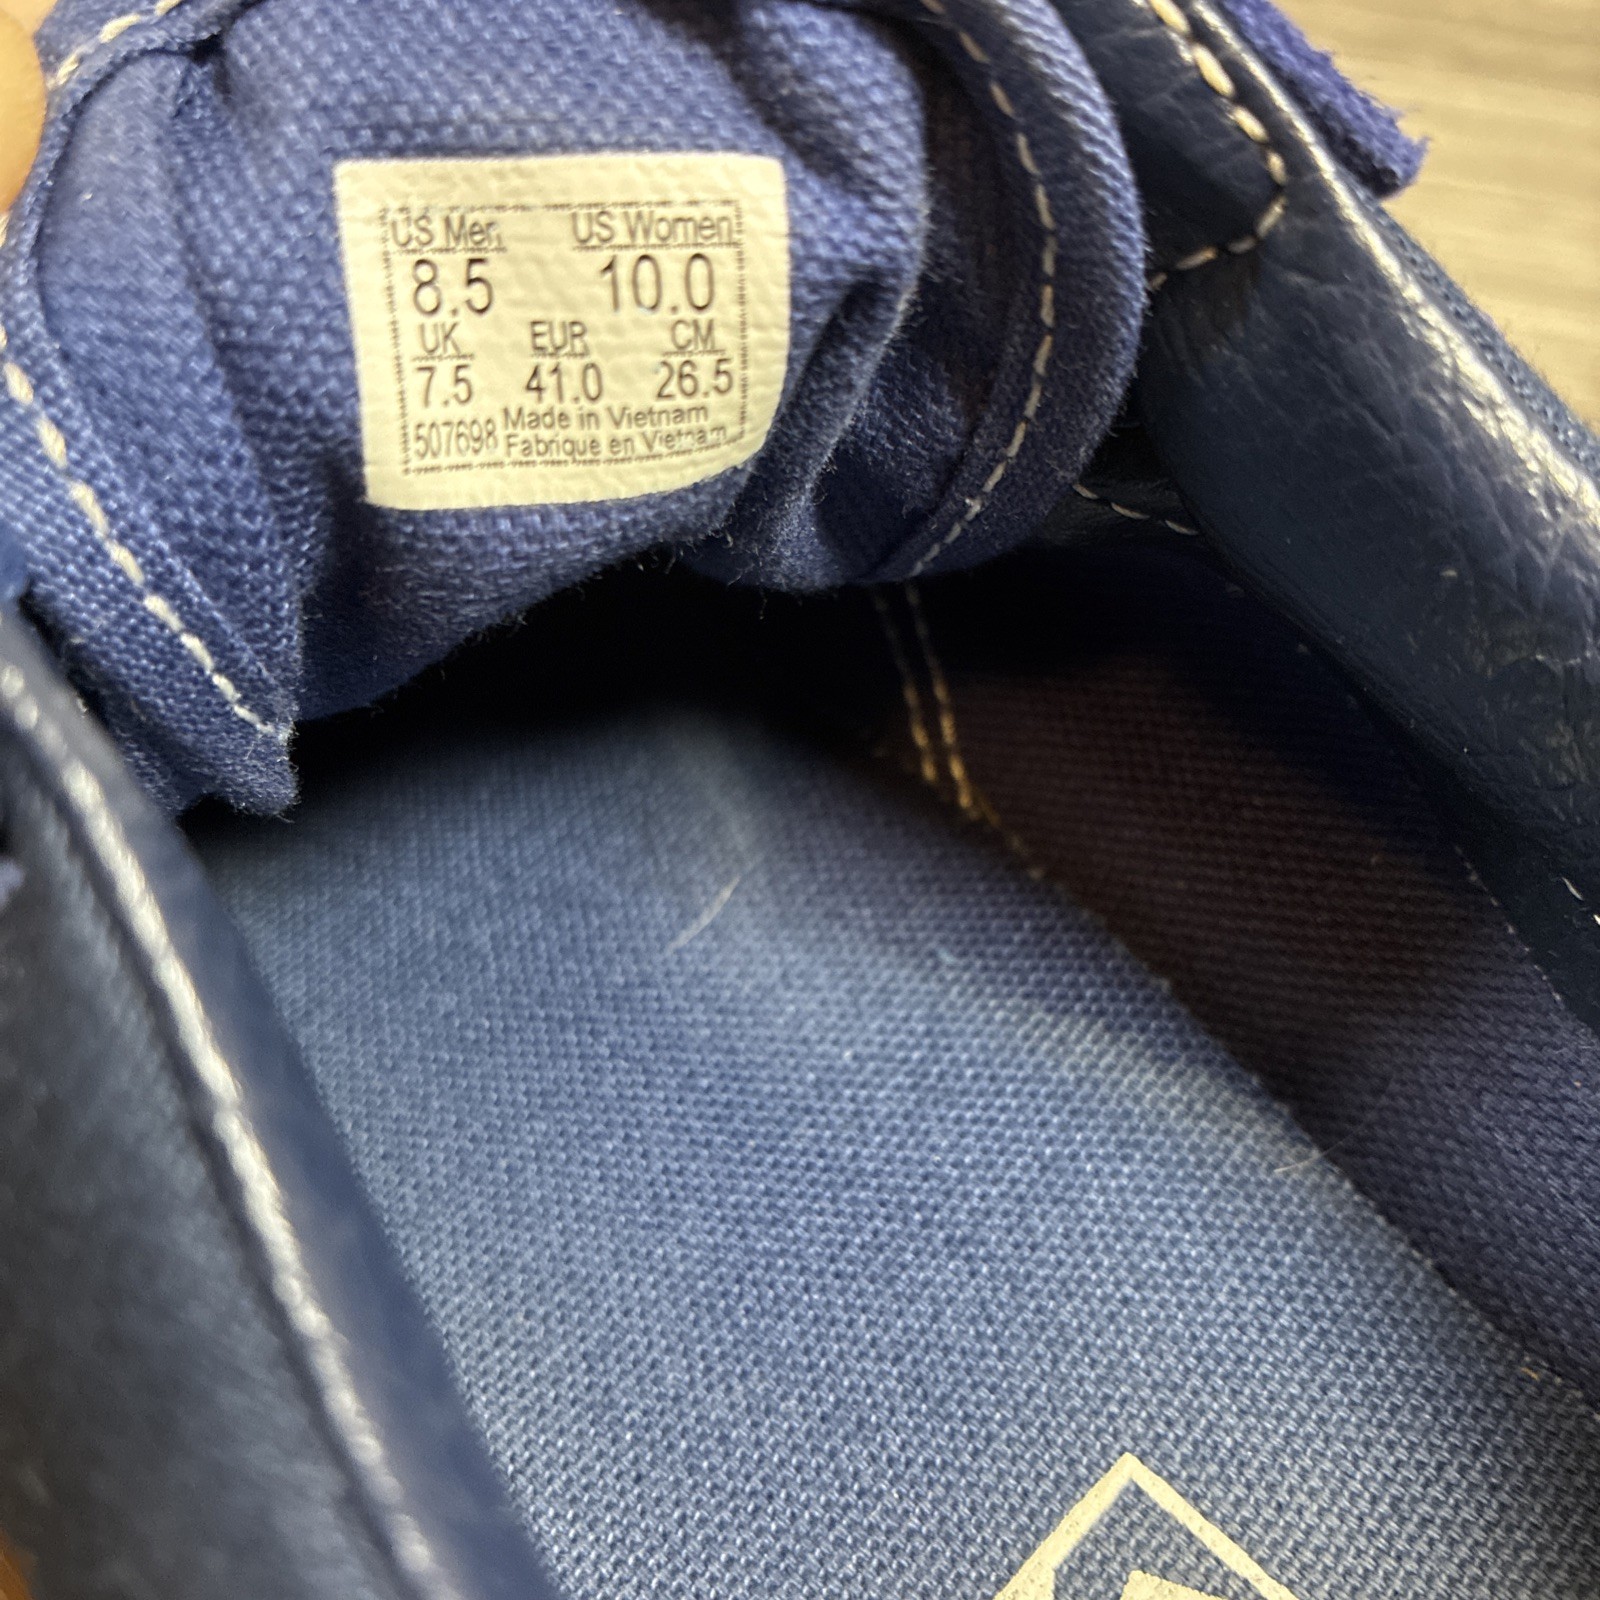 US Men US Women
8.5 10.0
UK EUR CM
7.5 41.0 26.5
507698 Made in Vietnam
Fabrique en Vietnam